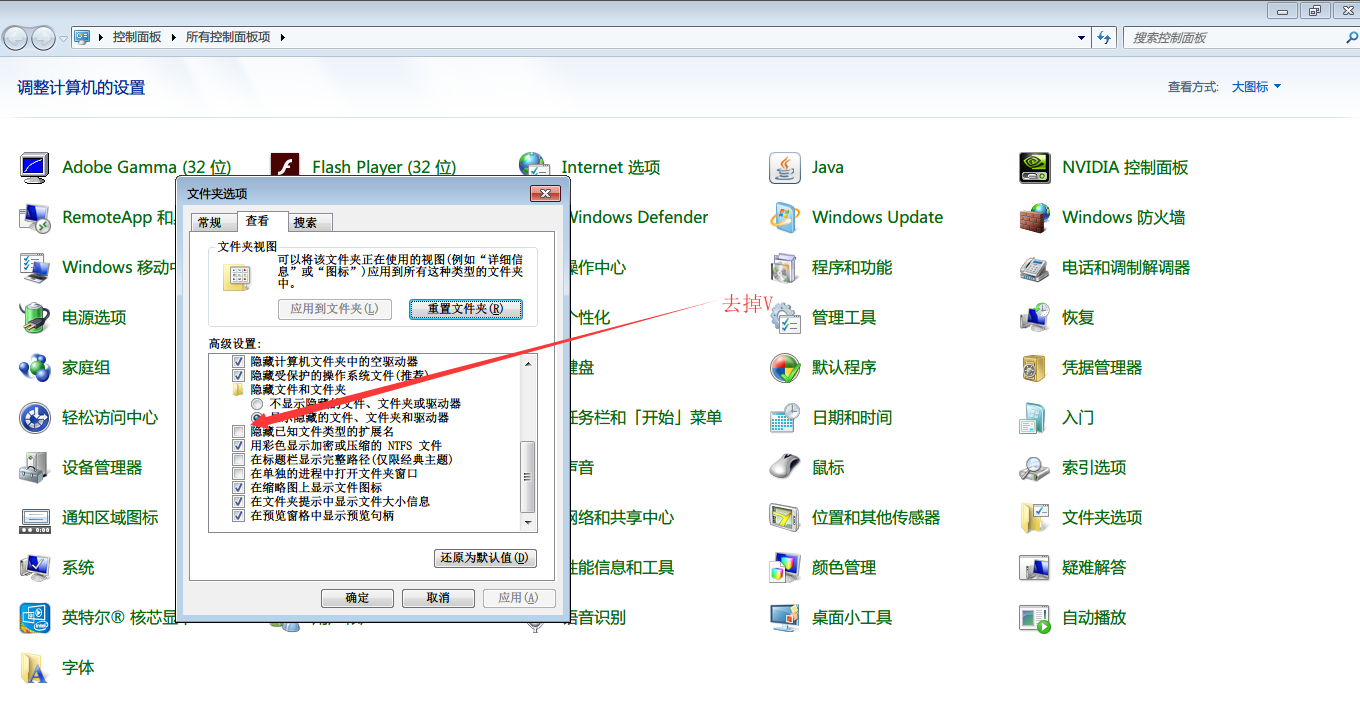 控制面板 ▸ 所有控制面板项 ▸
搜索控制面板
调整计算机的设置
查看方式: 大图标
Adobe Gamma (32 位)
Flash Player (32 位)
Internet 选项
Java
NVIDIA 控制面板
RemoteApp 和
Windows Defender
Windows Update
Windows 防火墙
Windows 移动
操作中心
程序和功能
电话和调制解调器
电源选项
个性化
管理工具
恢复
家庭组
键盘
默认程序
凭据管理器
轻松访问中心
任务栏和「开始」菜单
日期和时间
入门
设备管理器
声音
鼠标
索引选项
通知区域图标
网络和共享中心
位置和其他传感器
文件夹选项
系统
性能信息和工具
颜色管理
疑难解答
英特尔® 核芯显
语音识别
桌面小工具
自动播放
字体
文件夹选项
常规
查看
搜索
文件夹视图
可以将该文件夹正在使用的视图(例如“详细信
息”或“图标”)应用到所有这种类型的文件夹
中。
应用到文件夹(L)
重置文件夹(R)
高级设置:
隐藏计算机文件夹中的空驱动器
隐藏受保护的操作系统文件(推荐)
隐藏文件和文件夹
不显示隐藏的文件、文件夹或驱动器
显示隐藏的文件、文件夹和驱动器
隐藏已知文件类型的扩展名
用彩色显示加密或压缩的 NTFS 文件
在标题栏显示完整路径(仅限经典主题)
在单独的进程中打开文件夹窗口
在缩略图上显示文件图标
在文件夹提示中显示文件大小信息
在预览窗格中显示预览句柄
还原为默认值(D)
确定
取消
应用(A)
去掉V